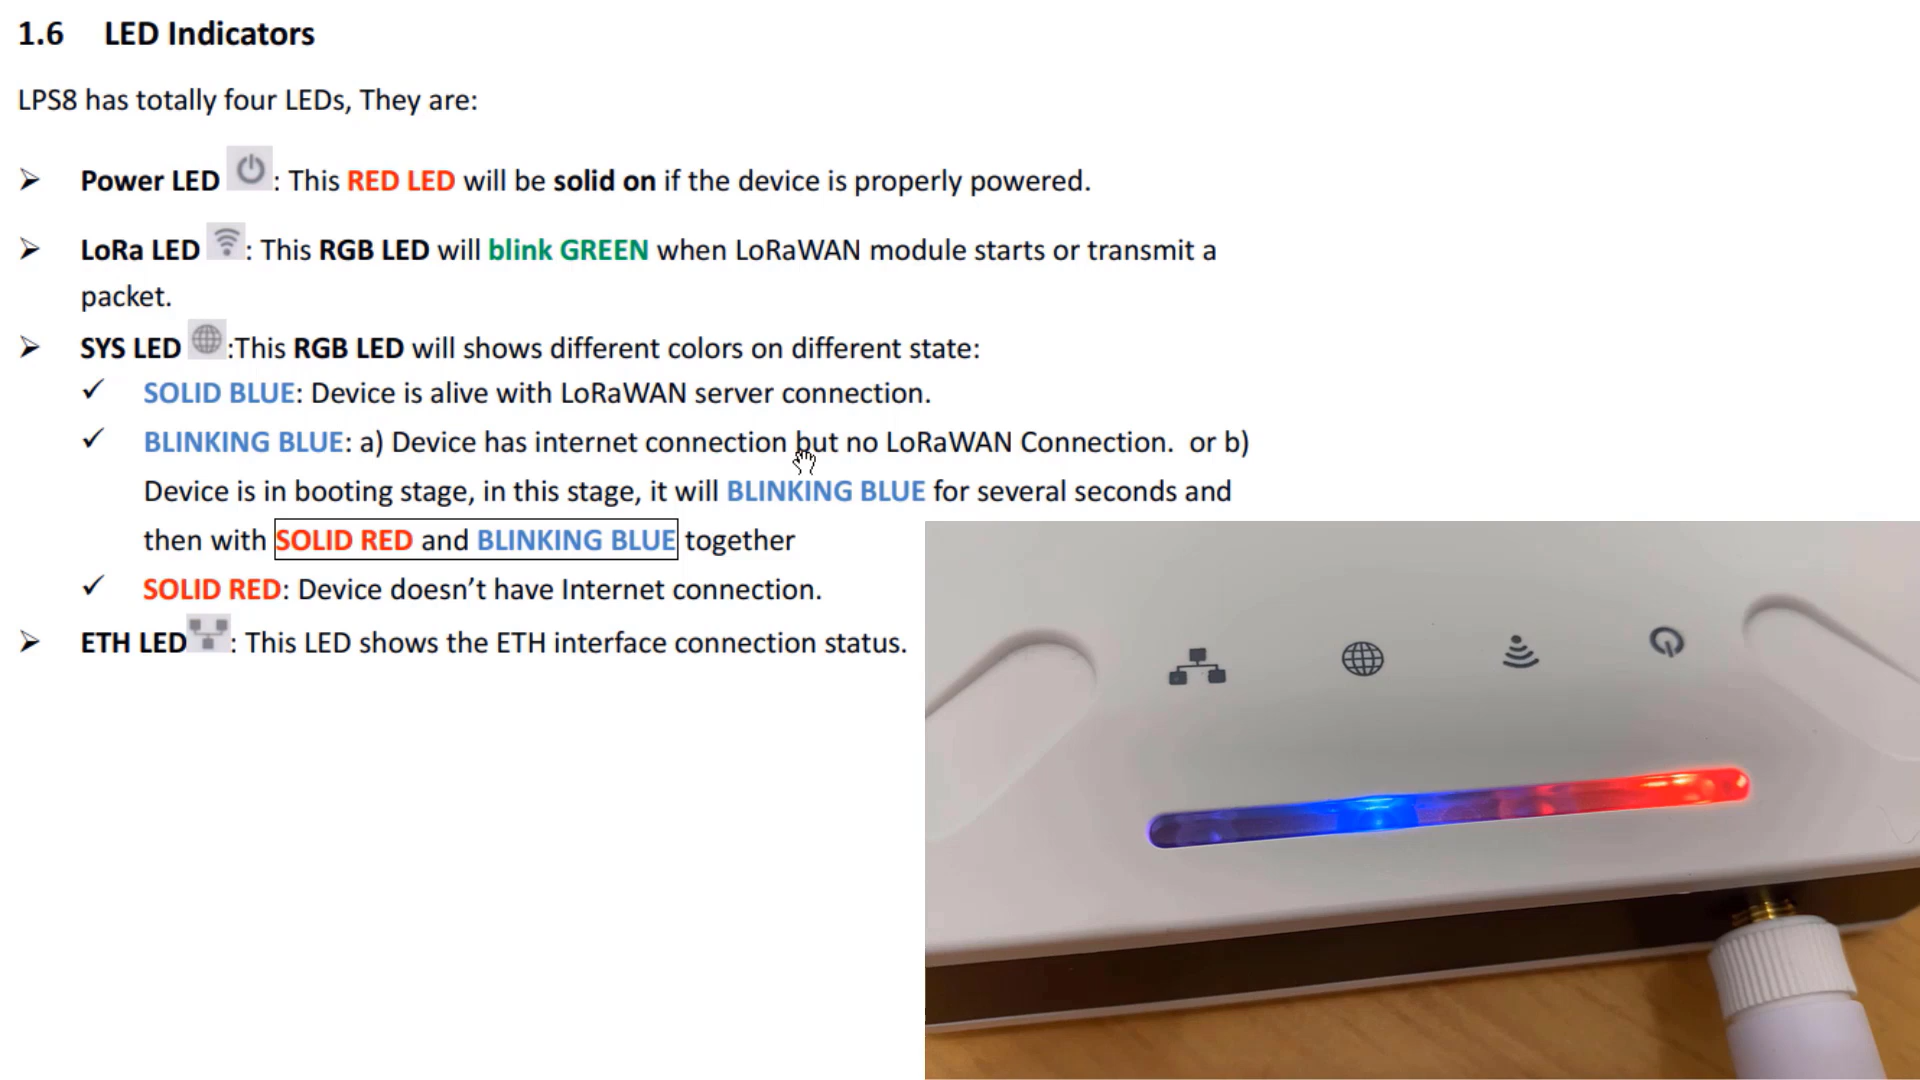 1.6 LED Indicators
LPS8 has totally four LEDs, They are:
Power LED : This RED LED will be solid on if the device is properly powered.
LoRa LED : This RGB LED will blink GREEN when LoRaWAN module starts or transmit a
packet.
SYS LED :This RGB LED will shows different colors on different state:
SOLID BLUE: Device is alive with LoRaWAN server connection.
BLINKING BLUE: a) Device has internet connection but no LoRaWAN Connection. or b)
Device is in booting stage, in this stage, it will BLINKING BLUE for several seconds and
then with SOLID RED and BLINKING BLUE together
SOLID RED: Device doesn’t have Internet connection.
ETH LED : This LED shows the ETH interface connection status.